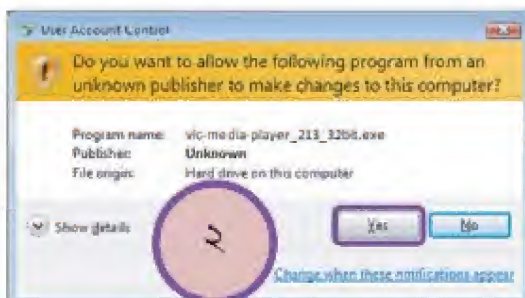 User Account Control
Do you want to allow the following program from an
unknown publisher to make changes to this computer?
Program name: vlc-media-player_213_32bit.exe
Publisher: Unknown
File origin: Hard drive on this computer
Show details
Yes
No
२
Change when these notifications appear